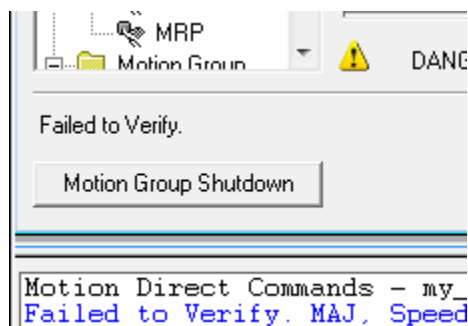 MRP
Motion Group
DANG
Failed to Verify.
Motion Group Shutdown
Motion Direct Commands - my_
Failed to Verify. MAJ, Speed